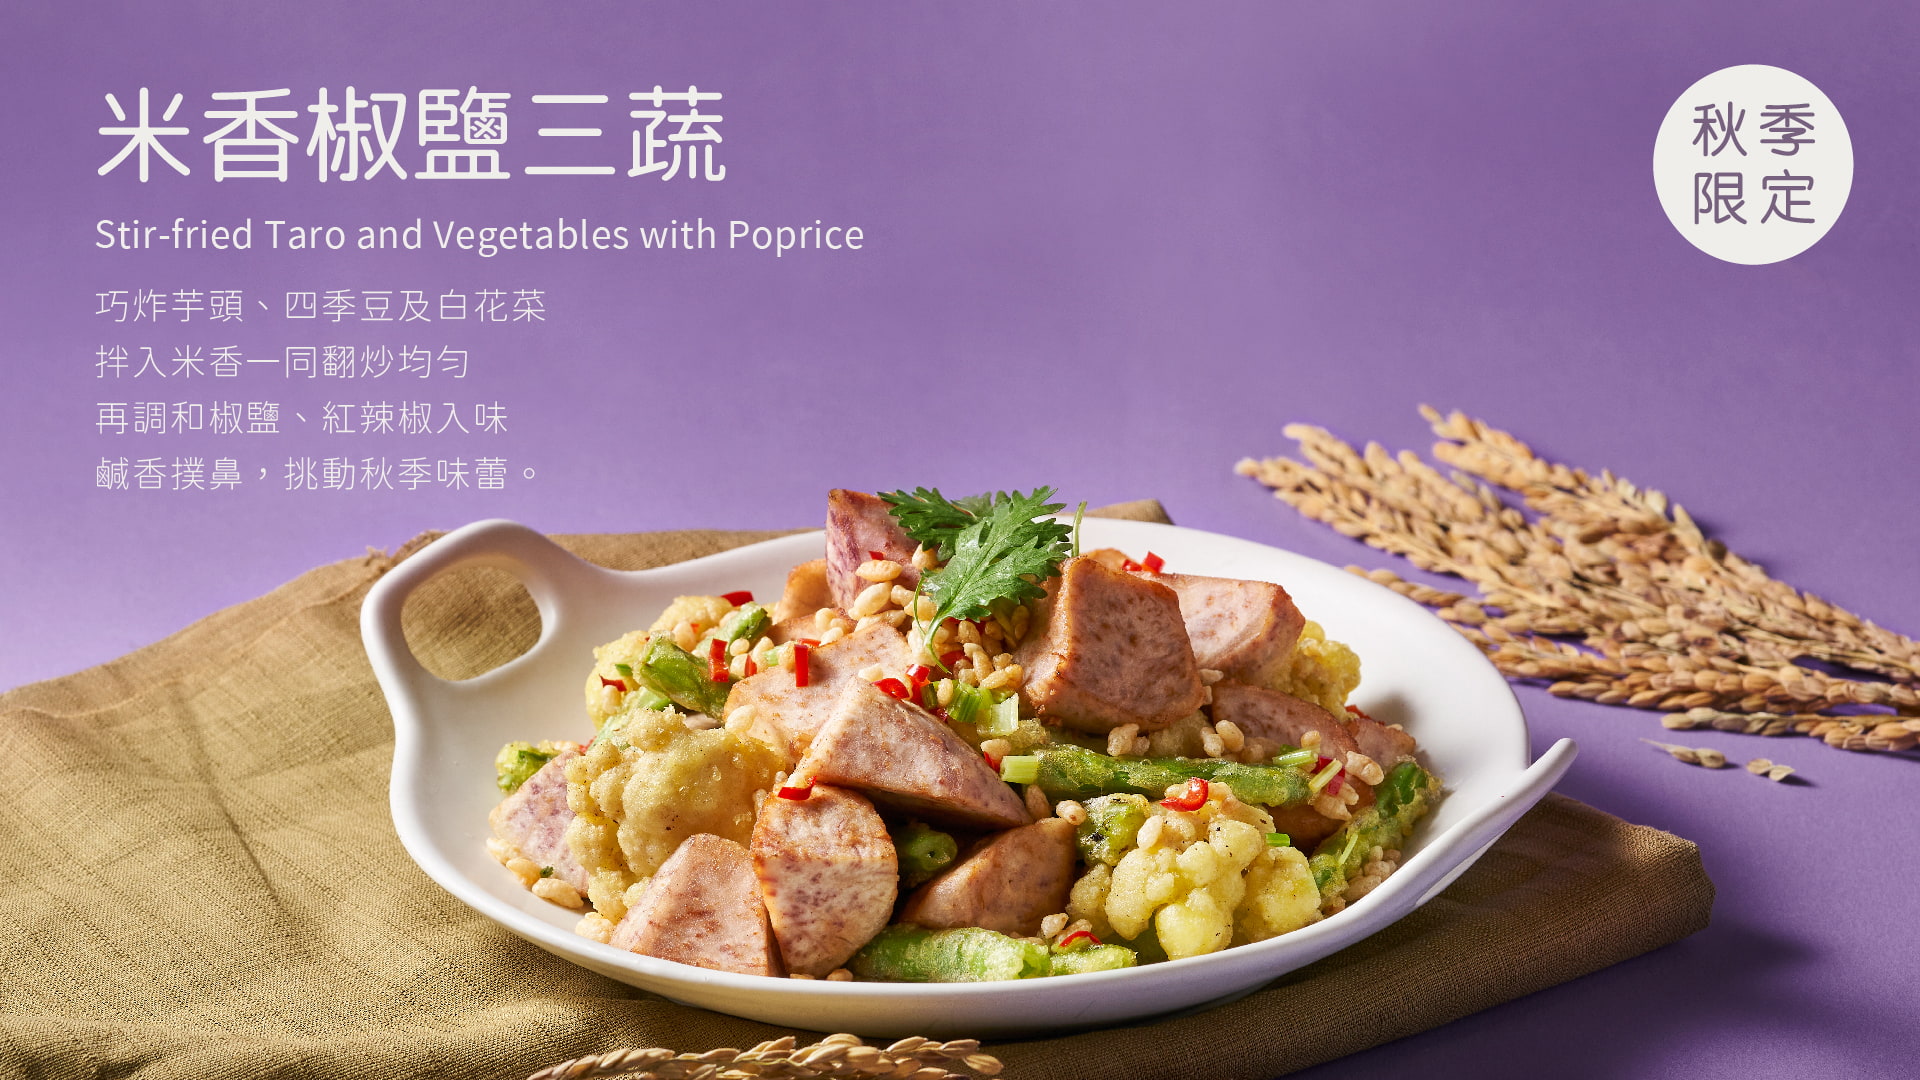 米香椒鹽三蔬
Stir-fried Taro and Vegetables with Poprice
巧炸芋頭、四季豆及白花菜
拌入米香一同翻炒均勻
再調和椒鹽、紅辣椒入味
鹹香撲鼻，挑動秋季味蕾。
秋季
限定